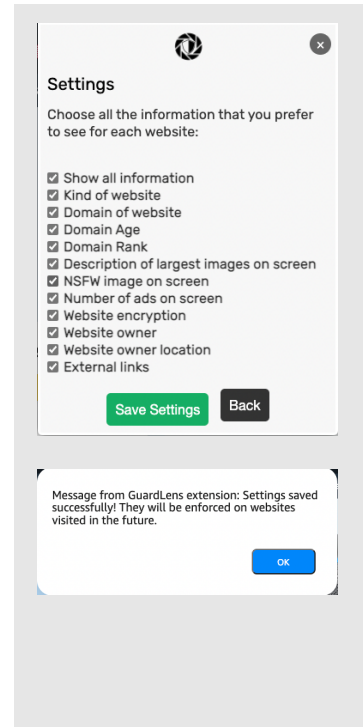 Settings
Choose all the information that you prefer
to see for each website:
Show all information
Kind of website
Domain of website
Domain Age
Domain Rank
Description of largest images on screen
NSFW image on screen
Number of ads on screen
Website encryption
Website owner
Website owner location
External links
Save Settings Back
Message from GuardLens extension: Settings saved
successfully! They will be enforced on websites
visited in the future.
OK